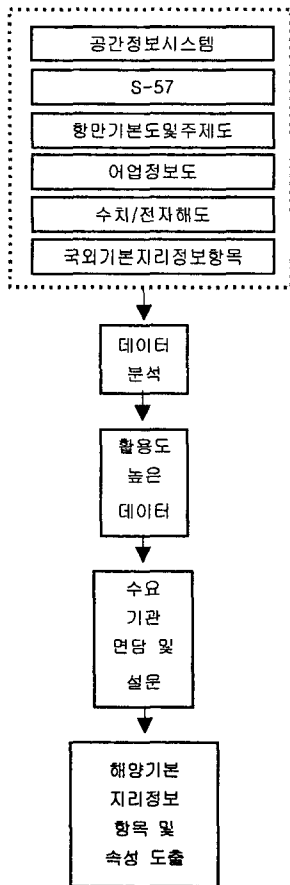 공간정보시스템
S-57
항만기본도및주제도
어업정보도
수치/전자해도
국외기본지리정보항목
데이터
분석
활용도
높은
데이터
수요
기관
면담 및
설문
해양기본
지리정보
항목 및
속성 도출